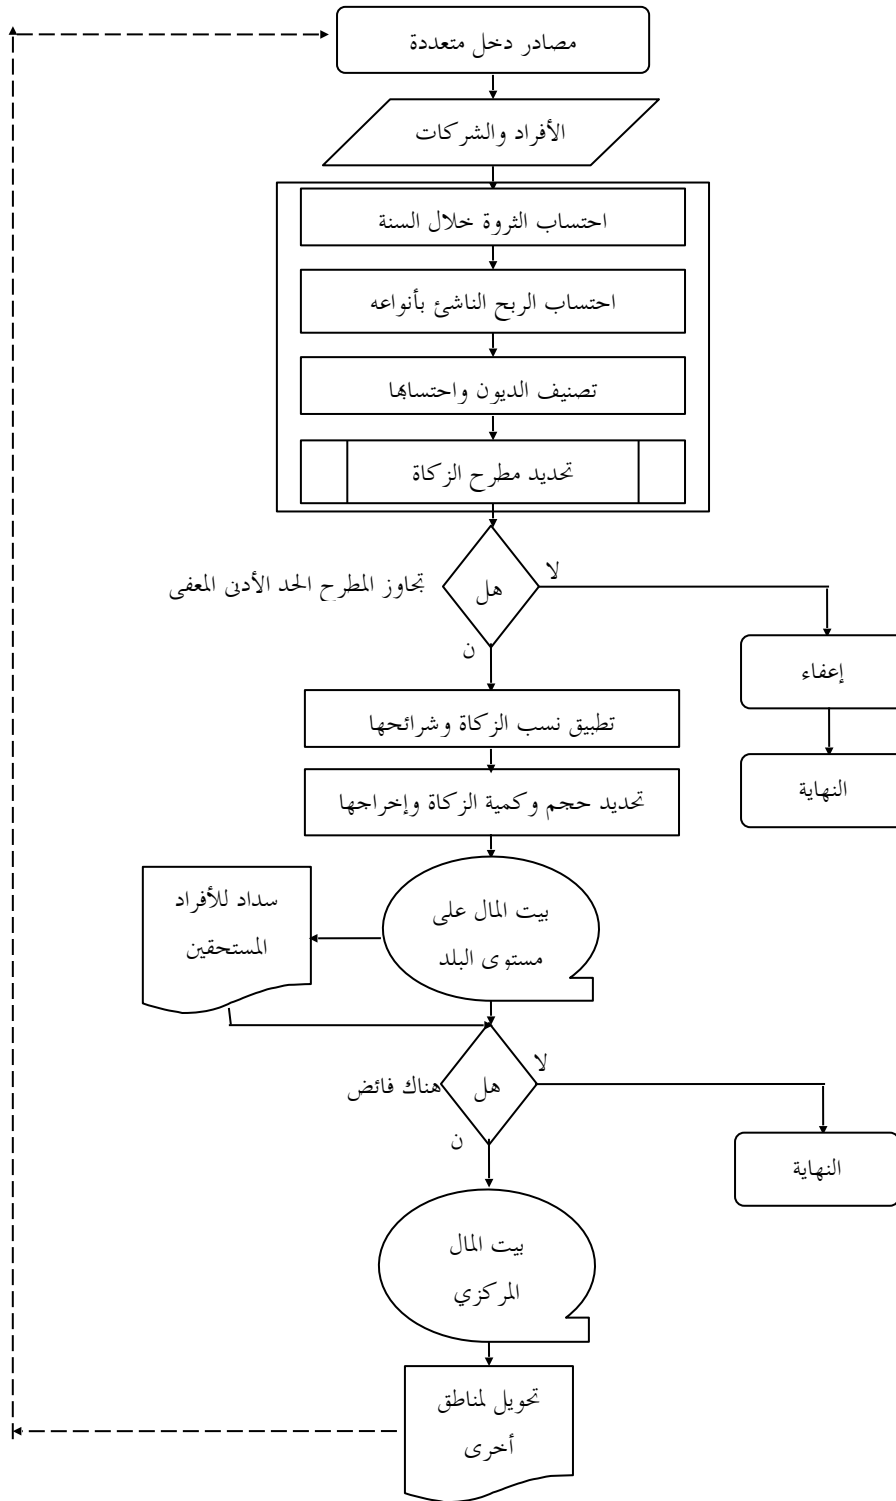 مصادر دخل متعددة
الأفراد والشركات
احتساب الثروة خلال السنة
احتساب الربح الناشئ بأنواعه
تصنيف الديون واحتسابها
تحديد مطرح الزكاة
هل
تجاوز المطرح الحد الأدنى المعفى
لا
ن
إعفاء
النهاية
تطبيق نسب الزكاة وشرائحها
تحديد حجم وكمية الزكاة وإخراجها
بيت المال على
مستوى البلد
سداد للأفراد
المستحقين
هل
هناك فائض
لا
ن
النهاية
بيت المال
المركزي
تحويل لمناطق
أخرى